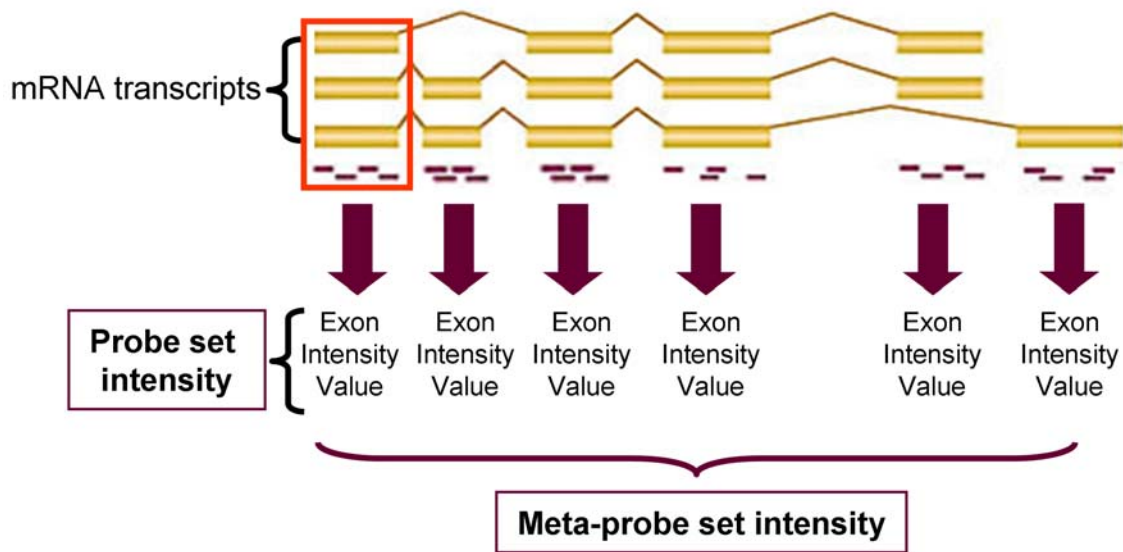 mRNA transcripts
Probe set
intensity
Exon
Intensity
Value
Exon
Intensity
Value
Exon
Intensity
Value
Exon
Intensity
Value
Exon
Intensity
Value
Exon
Intensity
Value
Meta-probe set intensity